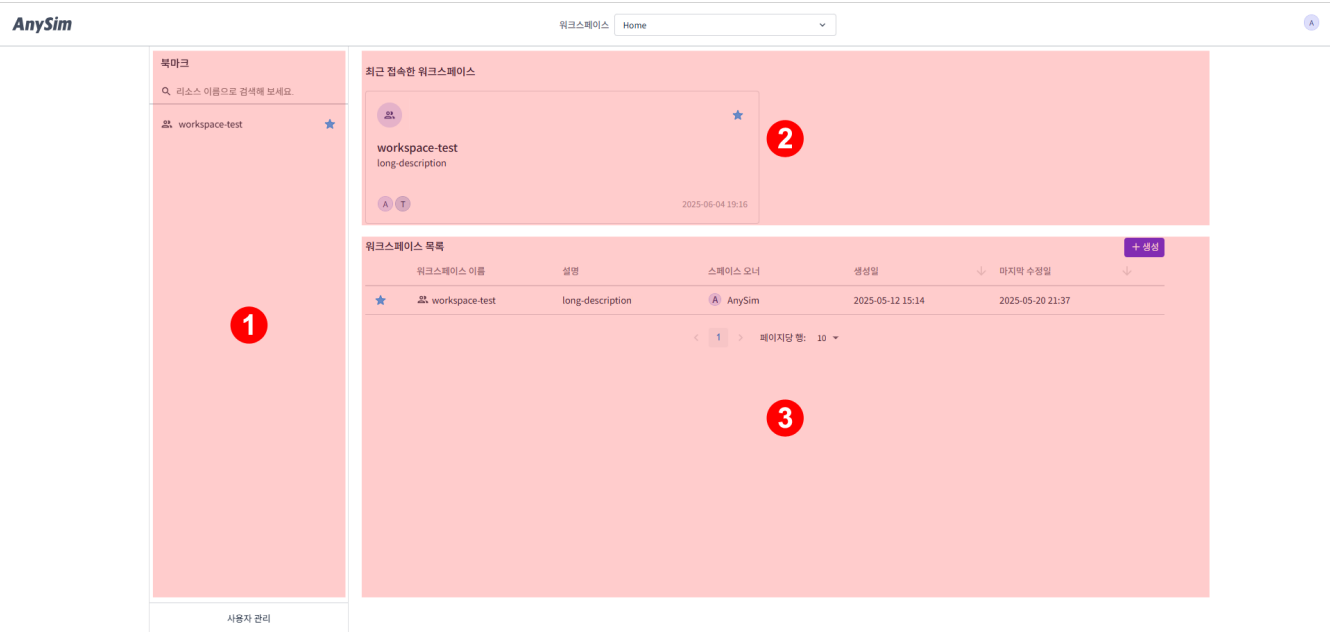 AnySim
워크스페이스 Home
A
북마크
리소스 이름으로 검색해 보세요.
workspace-test
1
사용자 관리
최근 접속한 워크스페이스
workspace-test
long-description
A T
2025-06-04 19:16
2
워크스페이스 목록
+ 생성
워크스페이스 이름 설명 스페이스 오너 생성일 마지막 수정일
workspace-test long-description A AnySim 2025-05-12 15:14 2025-05-20 21:37
< 1 > 페이지당 행: 10
3